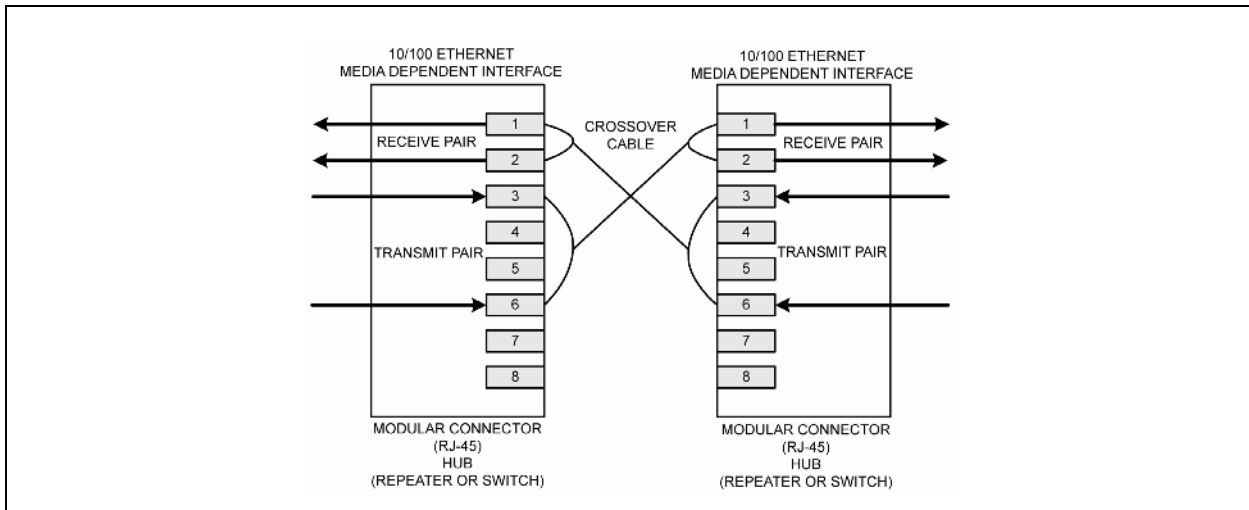 10/100 ETHERNET
MEDIA DEPENDENT INTERFACE
10/100 ETHERNET
MEDIA DEPENDENT INTERFACE
1
RECEIVE PAIR
2
3
4
TRANSMIT PAIR
5
6
7
8
CROSSOVER
CABLE
1
RECEIVE PAIR
2
3
4
TRANSMIT PAIR
5
6
7
8
MODULAR CONNECTOR
(RJ-45)
HUB
(REPEATER OR SWITCH)
MODULAR CONNECTOR
(RJ-45)
HUB
(REPEATER OR SWITCH)